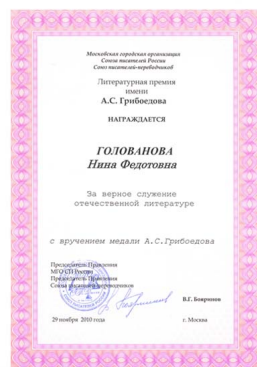 Московская городская организация
Союза писателей России
Союз писателей-переводчиков
Литературная премия
имени
А.С. Грибоедова
НАГРАЖДАЕТСЯ
ГОЛОВАНОВА
Нина Федотовна
За верное служение
отечественной литературе
с вручением медали А.С.Грибоедова
Председатель Правления
МГО СП России
Председатель Правления
Союза писателей-переводчиков
В.Г. Бояринов
29 ноября 2010 года
г. Москва